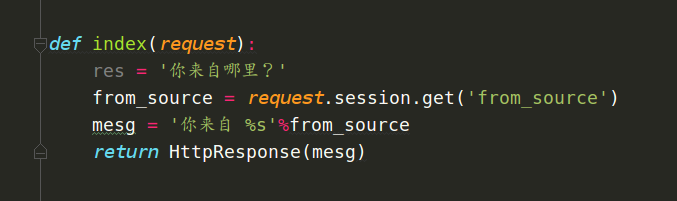 def index(request):
    res = '你来自哪里？'
    from_source = request.session.get('from_source')
    mesg = '你来自 %s'%from_source
    return HttpResponse(mesg)